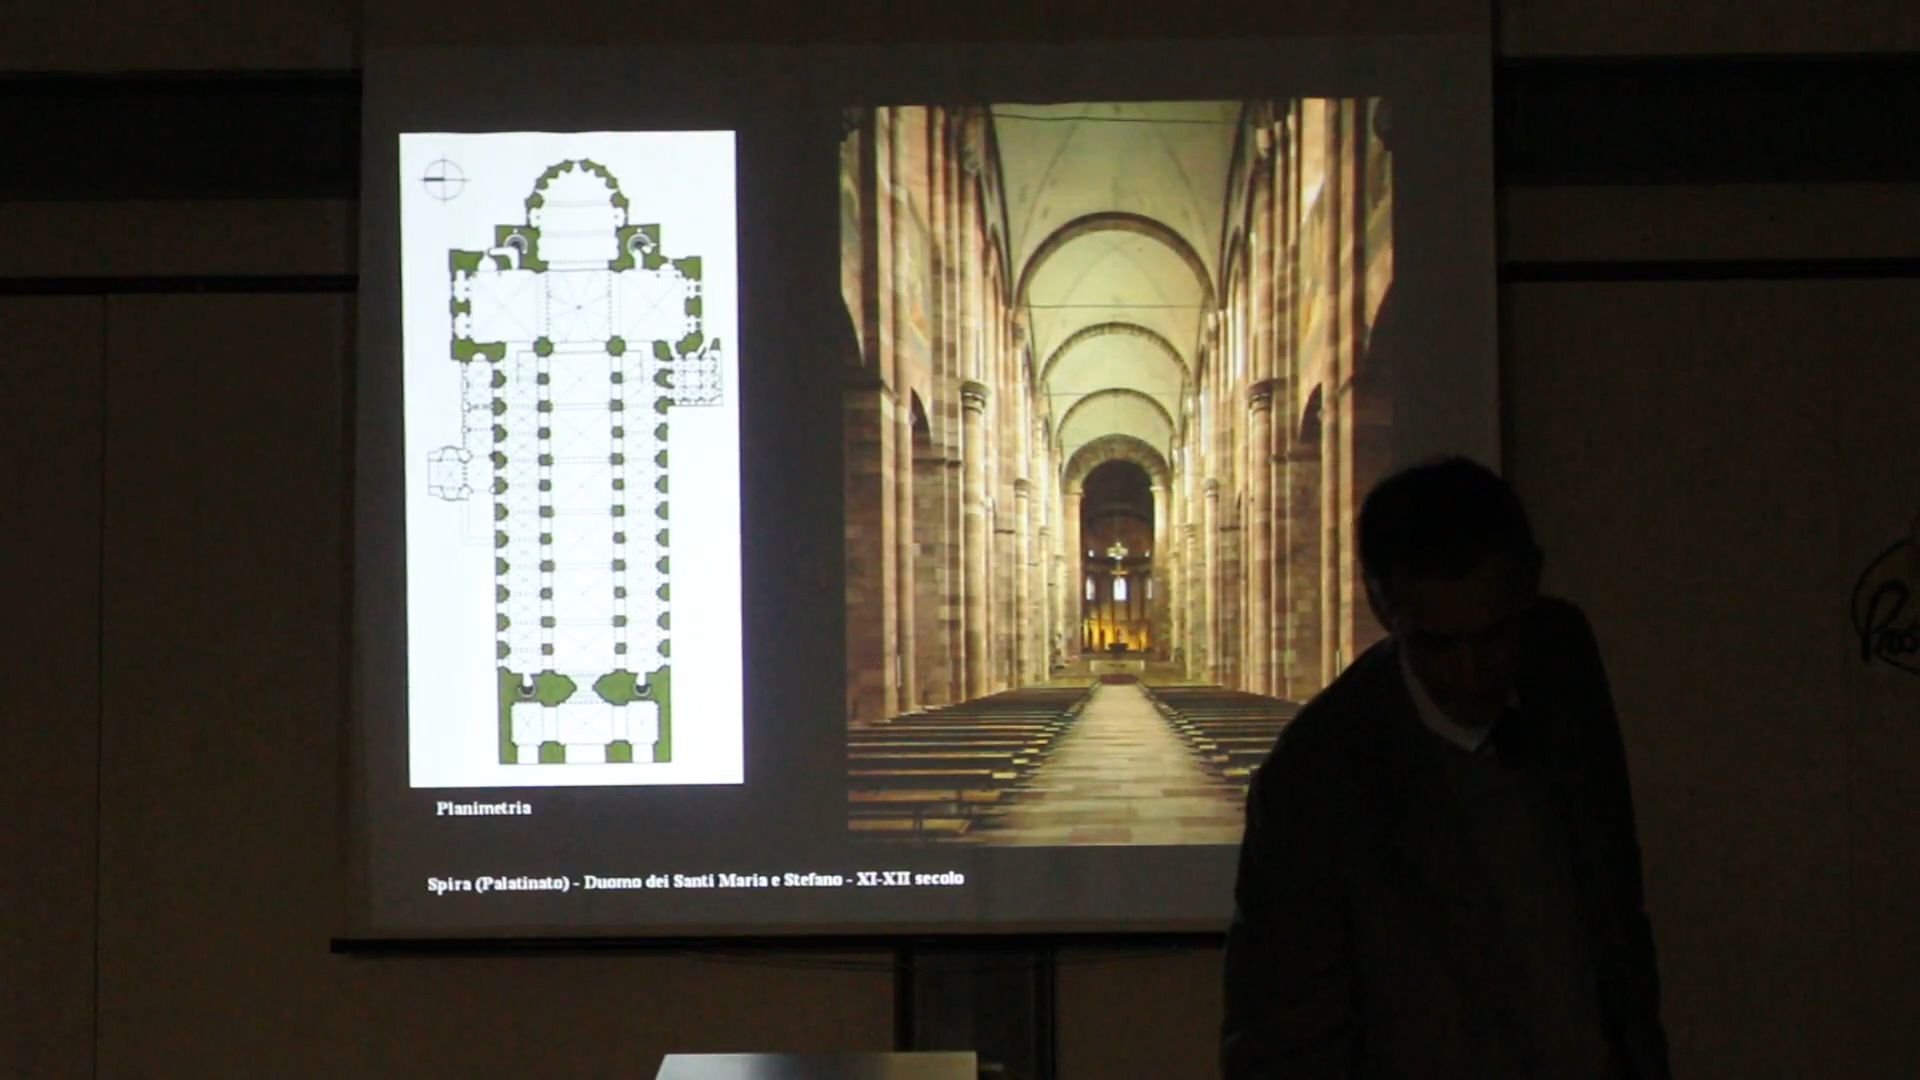 Planimetria
Spira (Palatinato) - Duomo dei Santi Maria e Stefano - XI-XII secolo